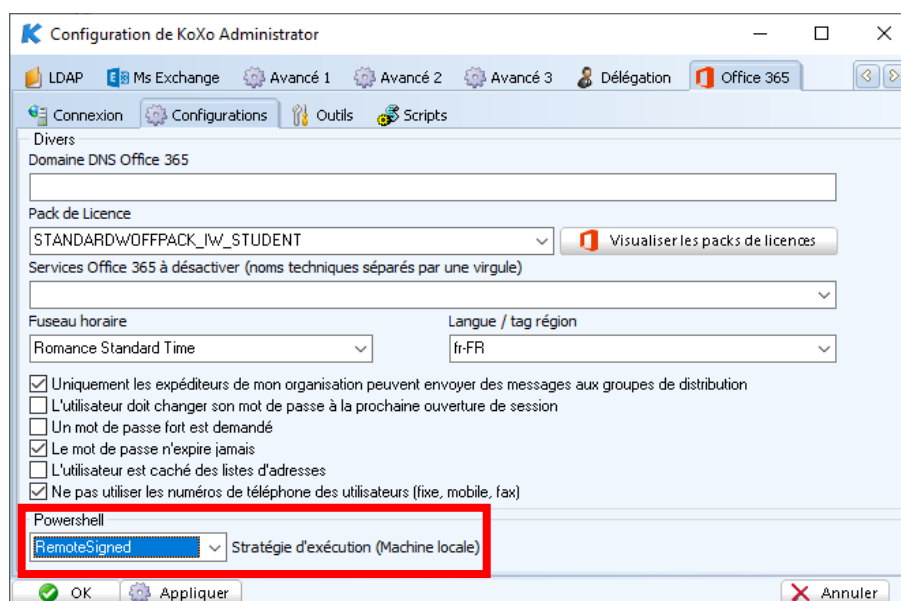 Configuration de KoXo Administrator
LDAP Ms Exchange Avancé 1 Avancé 2 Avancé 3 Délégation Office 365
Connexion Configurations Outils Scripts
Divers
Domaine DNS Office 365
Pack de Licence
STANDARDWOFFPACK_IW_STUDENT Visualiser les packs de licences
Services Office 365 à désactiver (noms techniques séparés par une virgule)
Fuseau horaire Langue / tag région
Romance Standard Time fr-FR
Uniquement les expéditeurs de mon organisation peuvent envoyer des messages aux groupes de distribution
L'utilisateur doit changer son mot de passe à la prochaine ouverture de session
Un mot de passe fort est demandé
Le mot de passe n'expire jamais
L'utilisateur est caché des listes d'adresses
Ne pas utiliser les numéros de téléphone des utilisateurs (fixe, mobile, fax)
Powershell
RemoteSigned Stratégie d'exécution (Machine locale)
OK Appliquer Annuler